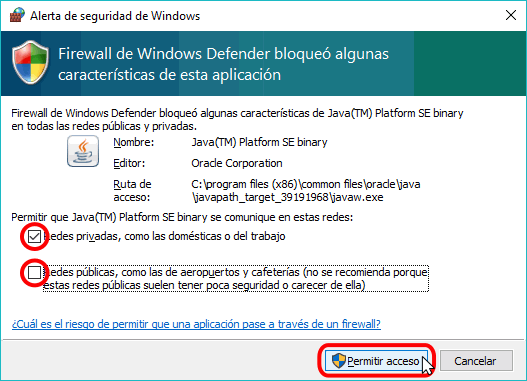 Alerta de seguridad de Windows
Firewall de Windows Defender bloqueó algunas
características de esta aplicación
Firewall de Windows Defender bloqueó algunas características de Java(TM) Platform SE binary
en todas las redes públicas y privadas.
Nombre: Java(TM) Platform SE binary
Editor: Oracle Corporation
Ruta de acceso: C:\program files (x86)\common files\oracle\java
\javapath_target_39191968\javaw.exe
Permitir que Java(TM) Platform SE binary se comunique en estas redes:
Redes privadas, como las domésticas o del trabajo
Redes públicas, como las de aeropuertos y cafeterías (no se recomienda porque
estas redes públicas suelen tener poca seguridad o carecer de ella)
¿Cuál es el riesgo de permitir que una aplicación pase a través de un firewall?
Permitir acceso
Cancelar